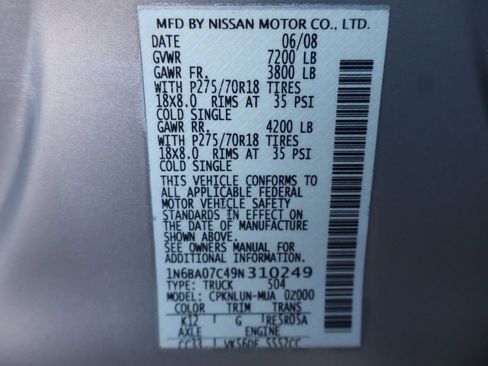 MFD BY NISSAN MOTOR CO., LTD.
DATE 06/08
GVWR 7200 LB
GAWR FR. 3800 LB
WITH P275/70R18 TIRES
18X8.0 RIMS AT 35 PSI
COLD SINGLE
GAWR RR. 4200 LB
WITH P275/70R18 TIRES
18X8.0 RIMS AT 35 PSI
COLD SINGLE
THIS VEHICLE CONFORMS TO
ALL APPLICABLE FEDERAL
MOTOR VEHICLE SAFETY
STANDARDS IN EFFECT ON
THE DATE OF MANUFACTURE
SHOWN ABOVE.
SEE OWNERS MANUAL FOR
ADDITIONAL INFORMATION.
1N6BA07C49N310249
TYPE: TRUCK 504
MODEL: CPKNLUN-MUA 0Z000
COLOR TRIM TRANS
K12 G RE5R05A
AXLE ENGINE
CC33 VK56DE 5552CC